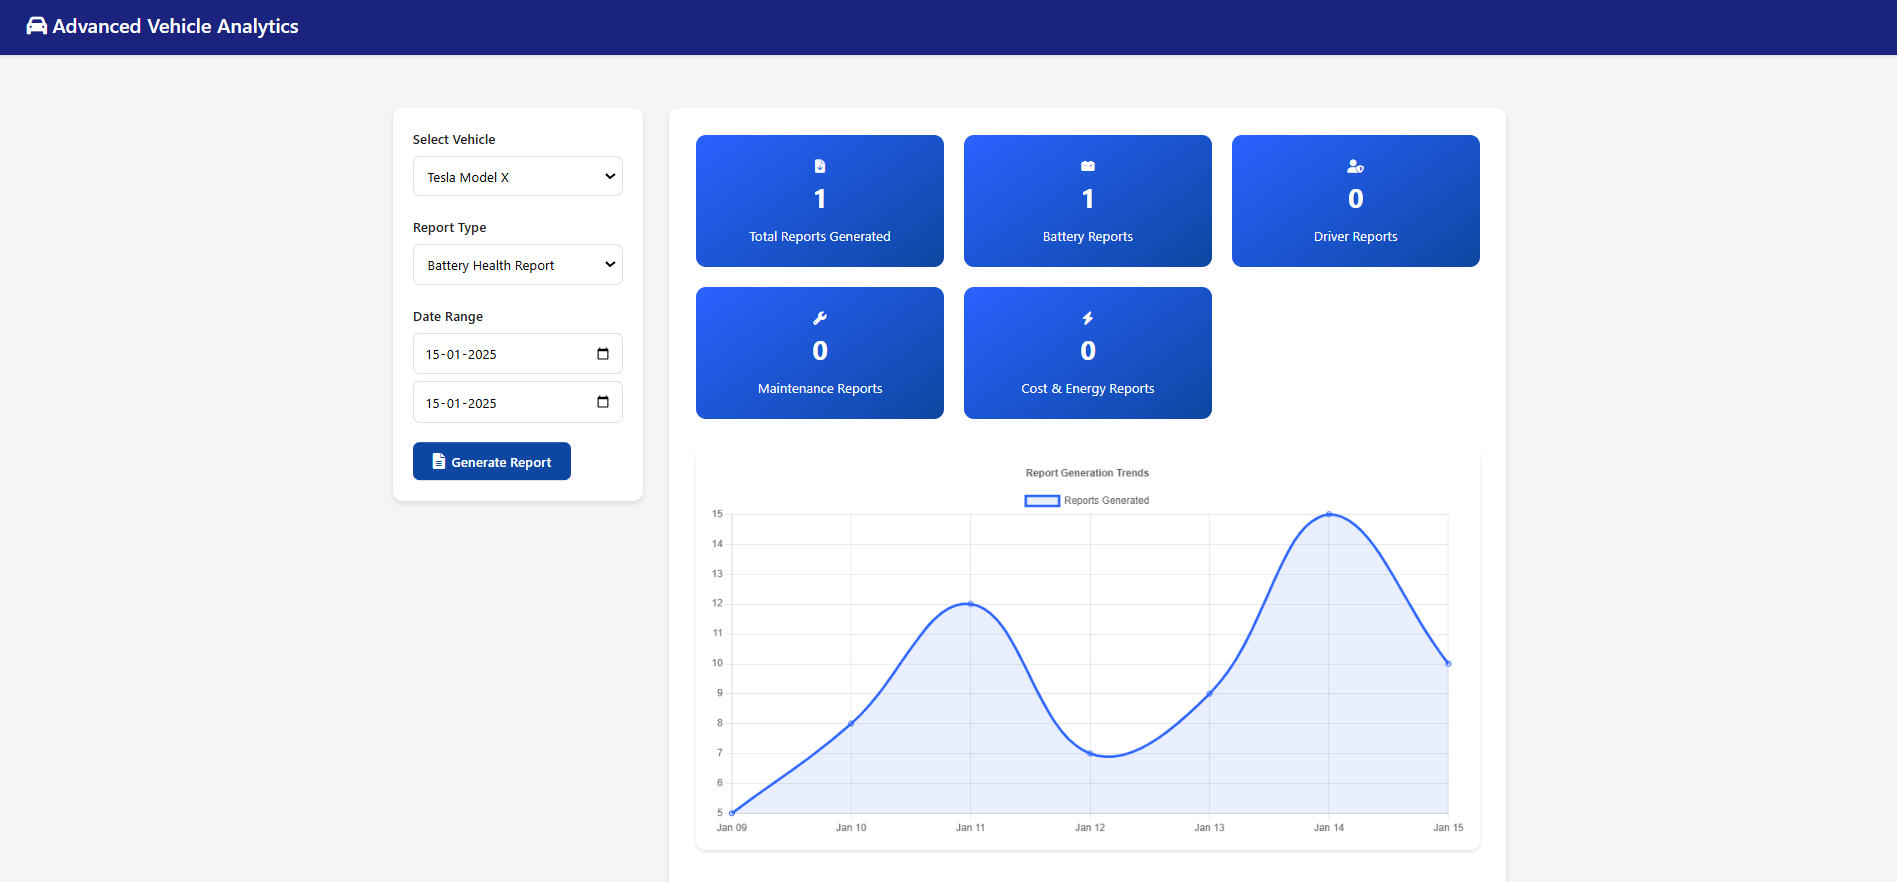 Advanced Vehicle Analytics
Select Vehicle
Tesla Model X
Report Type
Battery Health Report
Date Range
15-01-2025
15-01-2025
Generate Report
1
Total Reports Generated
1
Battery Reports
0
Driver Reports
0
Maintenance Reports
0
Cost & Energy Reports
Report Generation Trends
Reports Generated
15
14
13
12
11
10
9
8
7
6
5
Jan 09 Jan 10 Jan 11 Jan 12 Jan 13 Jan 14 Jan 15